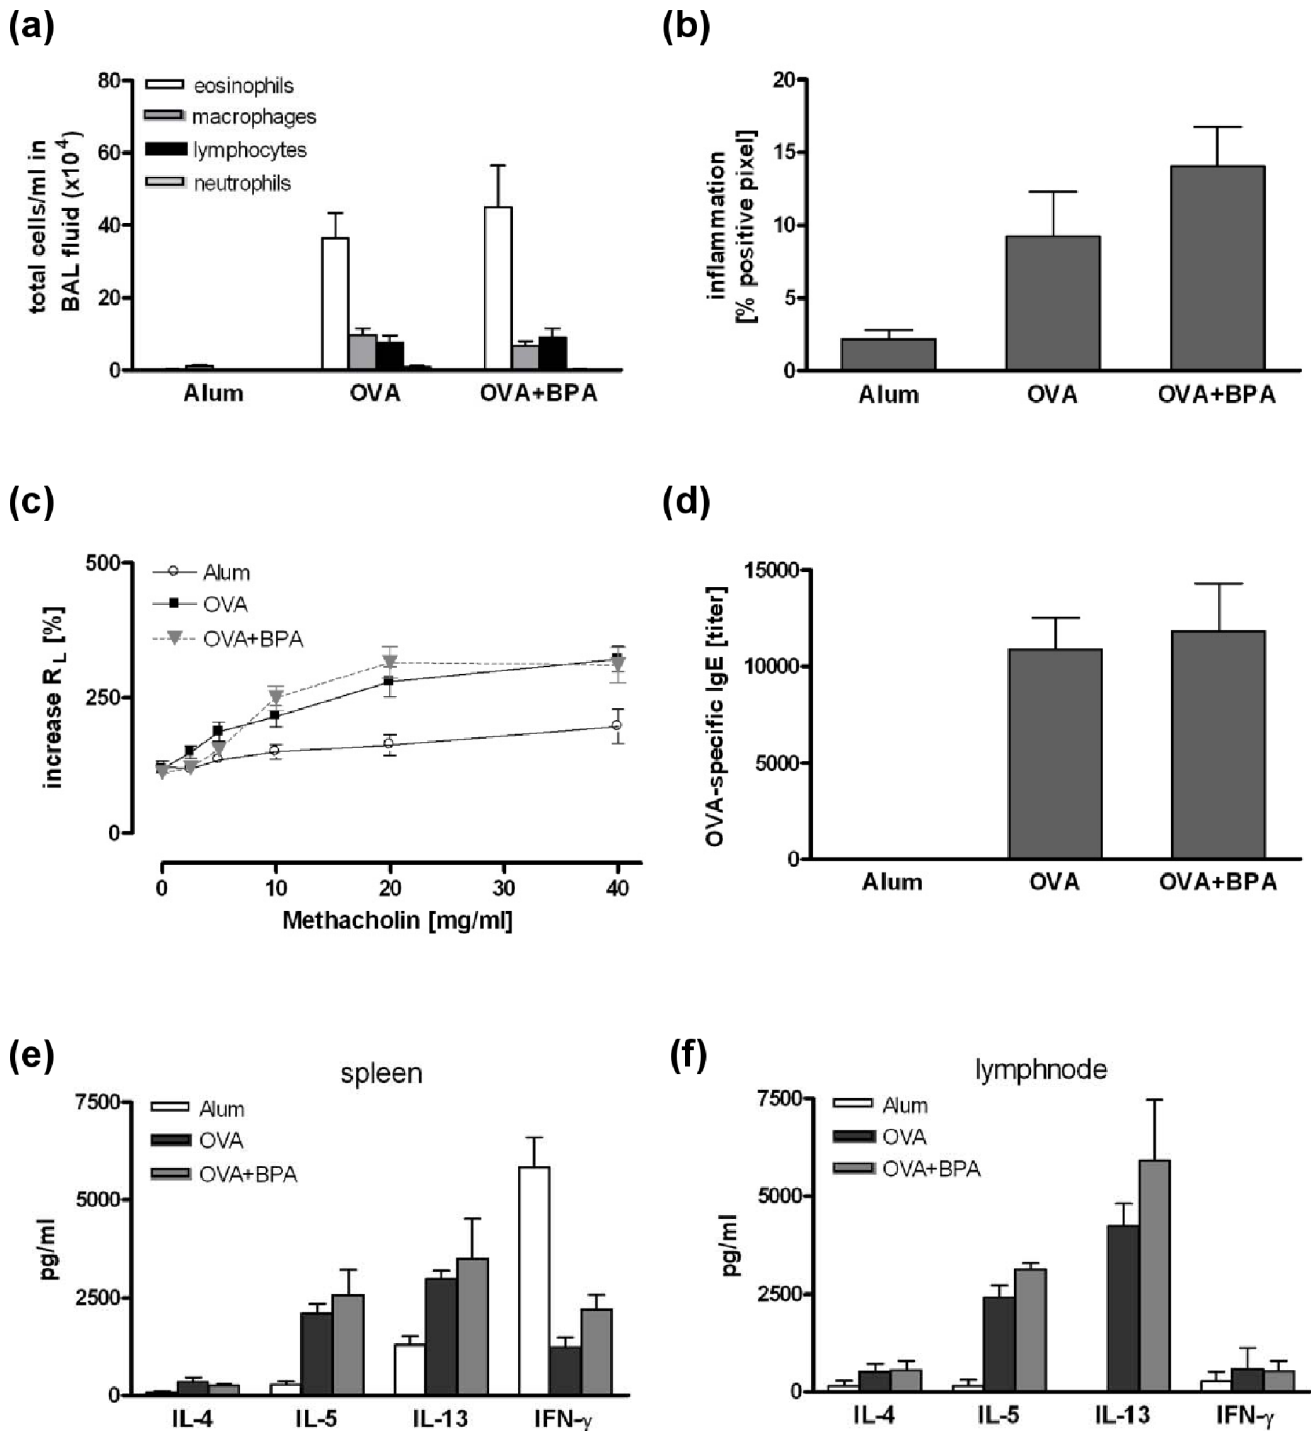 (a)
total cells/ml in
BAL fluid (x10⁴)
80
60
40
20
0
eosinophils
macrophages
lymphocytes
neutrophils
Alum OVA OVA+BPA
(b)
inflammation
[% positive pixel]
20
15
10
5
0
Alum OVA OVA+BPA
(c)
increase R_L [%]
500
250
0
Alum
OVA
OVA+BPA
0 10 20 30 40
Methacholin [mg/ml]
(d)
OVA-specific IgE [titer]
15000
10000
5000
0
Alum OVA OVA+BPA
(e)
spleen
pg/ml
7500
5000
2500
0
Alum
OVA
OVA+BPA
IL-4 IL-5 IL-13 IFN-γ
(f)
lymphnode
pg/ml
7500
5000
2500
0
Alum
OVA
OVA+BPA
IL-4 IL-5 IL-13 IFN-γ